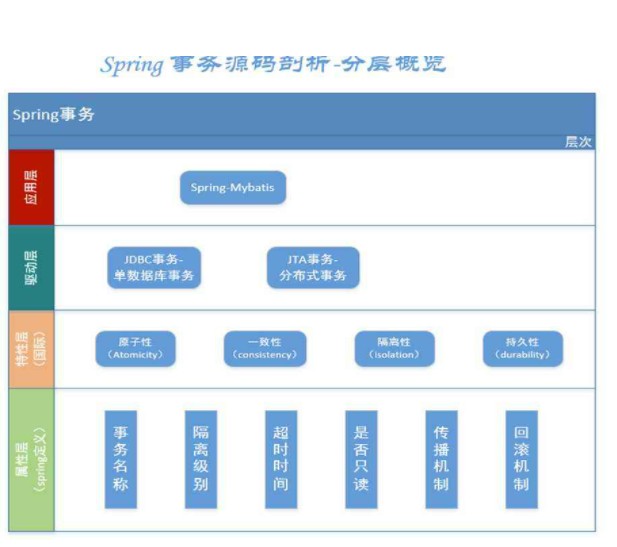 Spring 事务源码剖析-分层概览
Spring事务
层次
应用层
Spring-Mybatis
驱动层
JDBC事务-
单数据库事务
JTA事务-
分布式事务
特性层
（国际）
原子性
（Atomicity）
一致性
（consistency）
隔离性
（isolation）
持久性
（durability）
属性层
（spring定义）
事务名称
隔离级别
超时时间
是否只读
传播机制
回滚机制